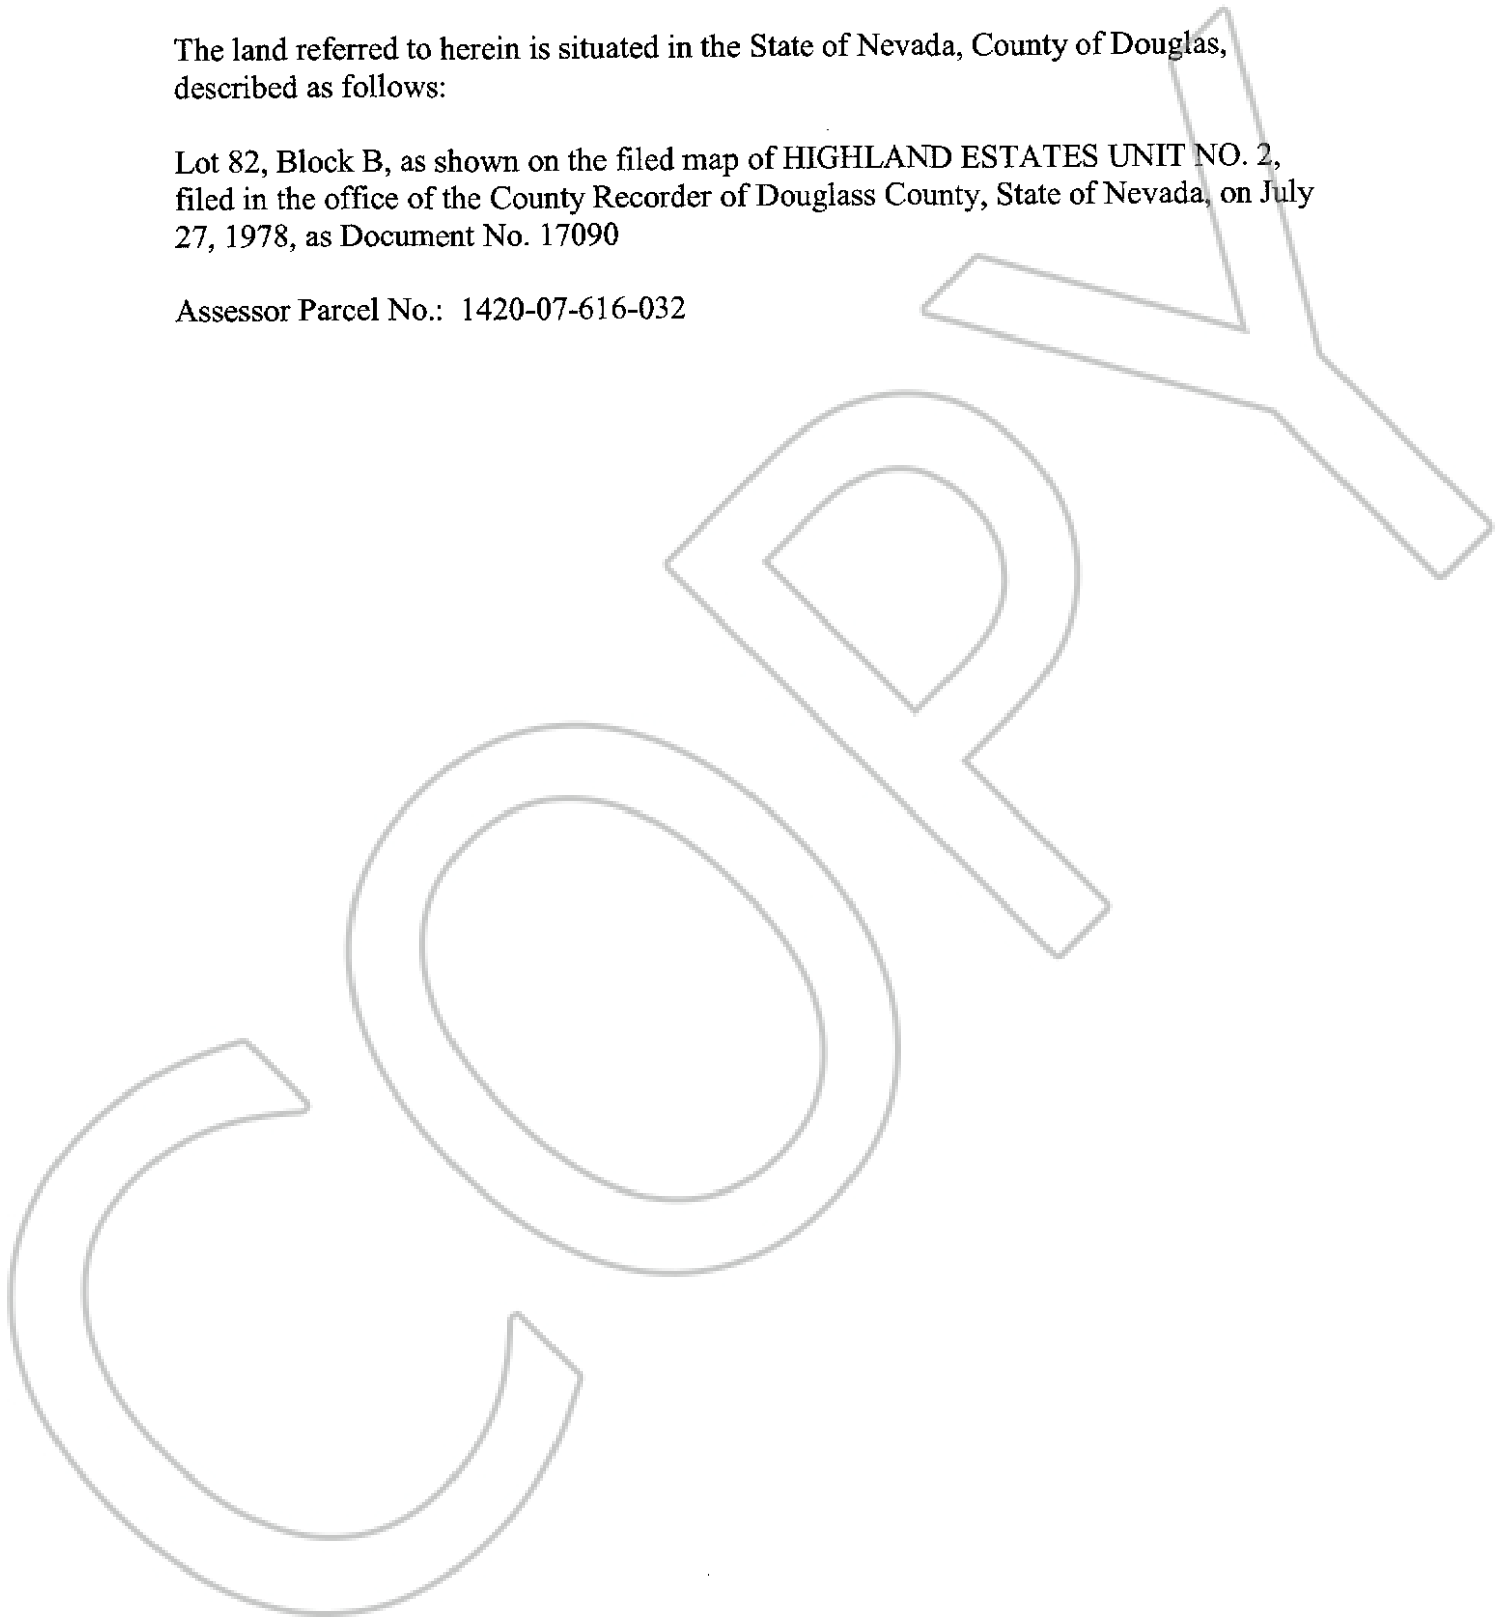 The land referred to herein is situated in the State of Nevada, County of Douglas,
described as follows:
Lot 82, Block B, as shown on the filed map of HIGHLAND ESTATES UNIT NO. 2,
filed in the office of the County Recorder of Douglass County, State of Nevada, on July
27, 1978, as Document No. 17090
Assessor Parcel No.: 1420-07-616-032
COPY